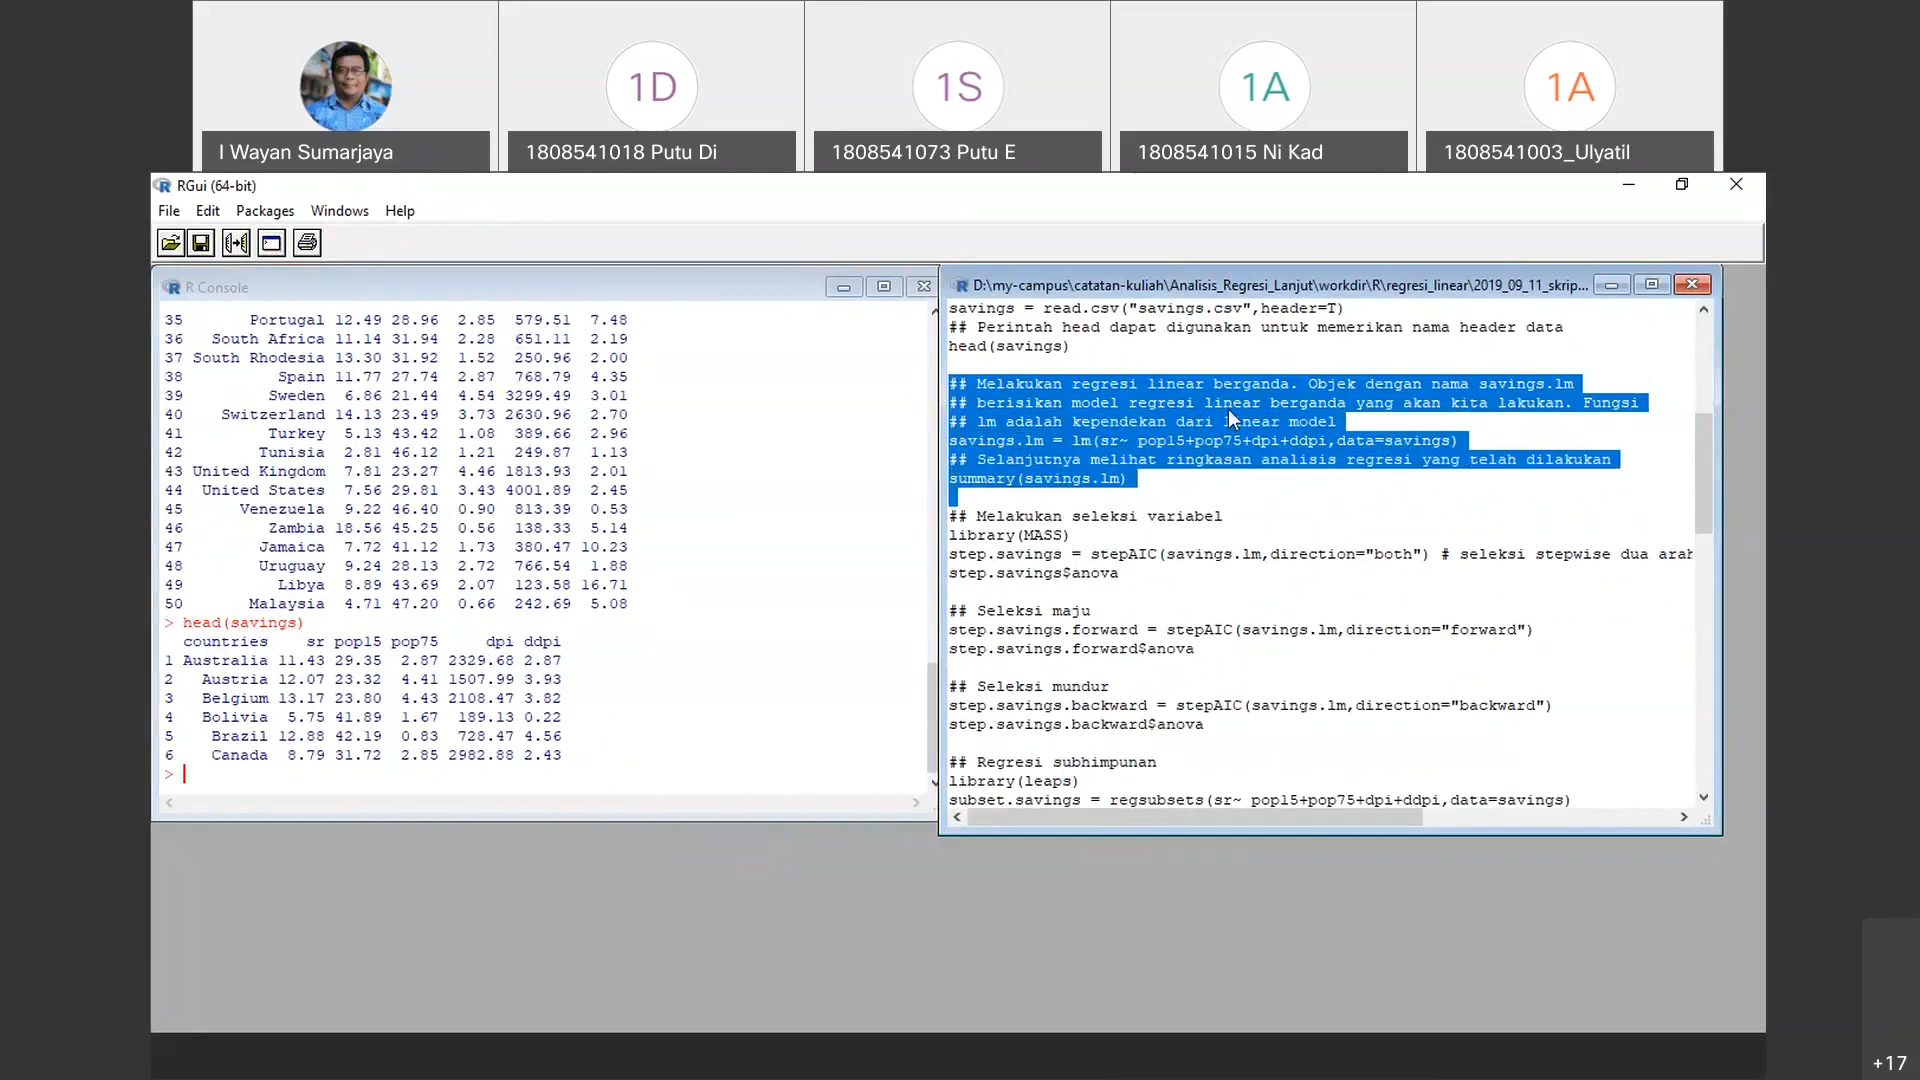 1D
1S
1A
1A
I Wayan Sumarjaya
1808541018 Putu Di
1808541073 Putu E
1808541015 Ni Kad
1808541003_Ulyatil
RGui (64-bit)
File Edit Packages Windows Help
R Console
35 Portugal 12.49 28.96 2.85 579.51 7.48
36 South Africa 11.14 31.94 2.28 651.11 2.19
37 South Rhodesia 13.30 31.92 1.52 250.96 2.00
38 Spain 11.77 27.74 2.87 768.79 4.35
39 Sweden 6.86 21.44 4.54 3299.49 3.01
40 Switzerland 14.13 23.49 3.73 2630.96 2.70
41 Turkey 5.13 43.42 1.08 389.66 2.96
42 Tunisia 2.81 46.12 1.21 249.87 1.13
43 United Kingdom 7.81 23.27 4.46 1813.93 2.01
44 United States 7.56 29.81 3.43 4001.89 2.45
45 Venezuela 9.22 46.40 0.90 813.39 0.53
46 Zambia 18.56 45.25 0.56 138.33 5.14
47 Jamaica 7.72 41.12 1.73 380.47 10.23
48 Uruguay 9.24 28.13 2.72 766.54 1.88
49 Libya 8.89 43.69 2.07 123.58 16.71
50 Malaysia 4.71 47.20 0.66 242.69 5.08
> head(savings)
countries sr pop15 pop75 dpi ddpi
1 Australia 11.43 29.35 2.87 2329.68 2.87
2 Austria 12.07 23.32 4.41 1507.99 3.93
3 Belgium 13.17 23.80 4.43 2108.47 3.82
4 Bolivia 5.75 41.89 1.67 189.13 0.22
5 Brazil 12.88 42.19 0.83 728.47 4.56
6 Canada 8.79 31.72 2.85 2982.88 2.43
>
D:\my-campus\catatan-kuliah\Analisis_Regresi_Lanjut\workdir\R\regresi_linear\2019_09_11_skrip...
savings = read.csv("savings.csv",header=T)
## Perintah head dapat digunakan untuk memerikan nama header data
head(savings)
## Melakukan regresi linear berganda. Objek dengan nama savings.lm
## berisikan model regresi linear berganda yang akan kita lakukan. Fungsi
## lm adalah kependekan dari linear model
savings.lm = lm(sr~ pop15+pop75+dpi+ddpi,data=savings)
## Selanjutnya melihat ringkasan analisis regresi yang telah dilakukan
summary(savings.lm)
## Melakukan seleksi variabel
library(MASS)
step.savings = stepAIC(savings.lm,direction="both") # seleksi stepwise dua arah
step.savings$anova
## Seleksi maju
step.savings.forward = stepAIC(savings.lm,direction="forward")
step.savings.forward$anova
## Seleksi mundur
step.savings.backward = stepAIC(savings.lm,direction="backward")
step.savings.backward$anova
## Regresi subhimpunan
library(leaps)
subset.savings = regsubsets(sr~ pop15+pop75+dpi+ddpi,data=savings)
+17